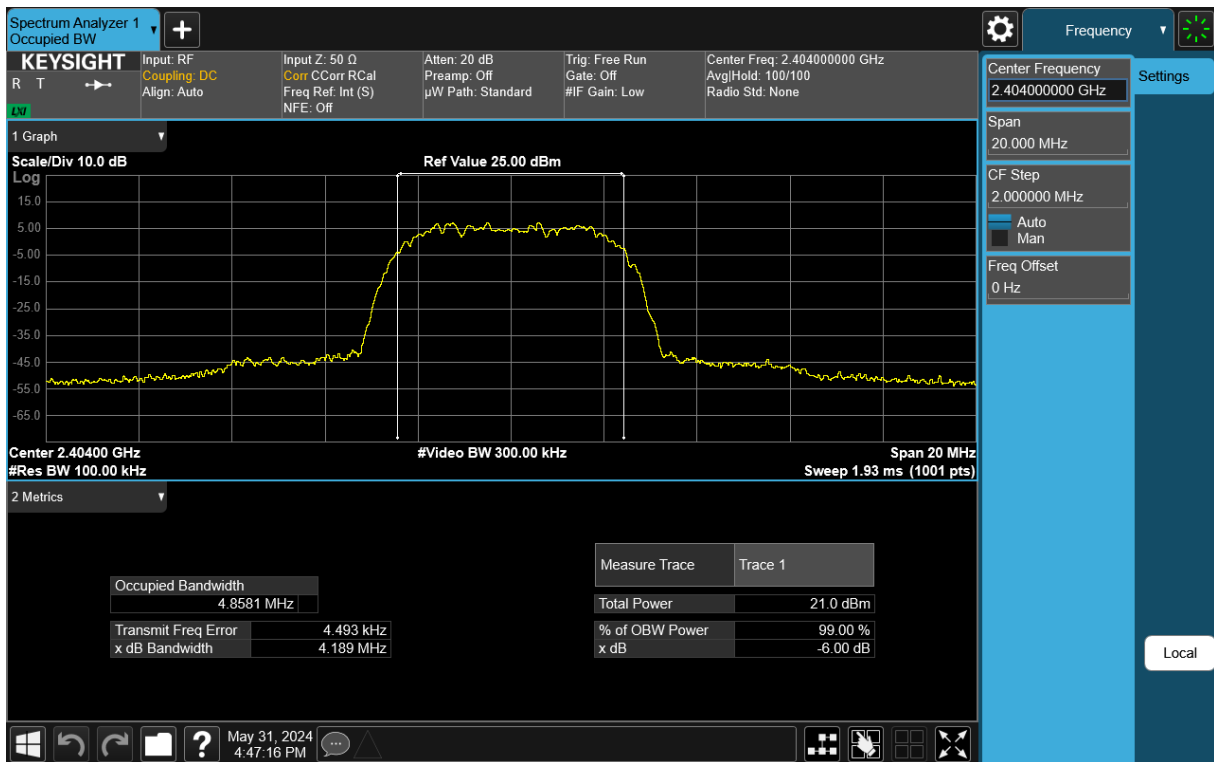 Spectrum Analyzer 1
Occupied BW
Frequency
KEYSIGHT
R T
LXI
Input: RF
Coupling: DC
Align: Auto
Input Z: 50 Ω
Corr CCorr RCal
Freq Ref: Int (S)
NFE: Off
Atten: 20 dB
Preamp: Off
µW Path: Standard
Trig: Free Run
Gate: Off
#IF Gain: Low
Center Freq: 2.404000000 GHz
Avg|Hold: 100/100
Radio Std: None
Center Frequency
2.404000000 GHz
Settings
Span
20.000 MHz
CF Step
2.000000 MHz
Auto
Man
Freq Offset
0 Hz
1 Graph
Scale/Div 10.0 dB
Ref Value 25.00 dBm
Log
15.0
5.00
-5.00
-15.0
-25.0
-35.0
-45.0
-55.0
-65.0
Center 2.40400 GHz
#Video BW 300.00 kHz
Span 20 MHz
#Res BW 100.00 kHz
Sweep 1.93 ms (1001 pts)
2 Metrics
Measure Trace Trace 1
Occupied Bandwidth
4.8581 MHz
Total Power 21.0 dBm
Transmit Freq Error 4.493 kHz
% of OBW Power 99.00 %
x dB Bandwidth 4.189 MHz
x dB -6.00 dB
Local
?
May 31, 2024
4:47:16 PM